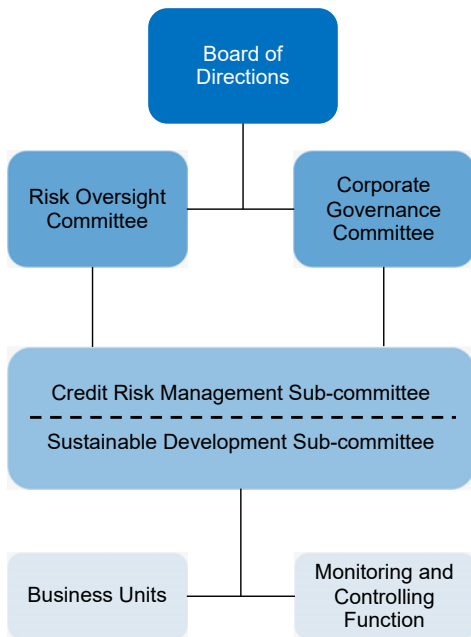 Board of
Directions
Risk Oversight
Committee
Corporate
Governance
Committee
Credit Risk Management Sub-committee
Sustainable Development Sub-committee
Business Units
Monitoring and
Controlling
Function